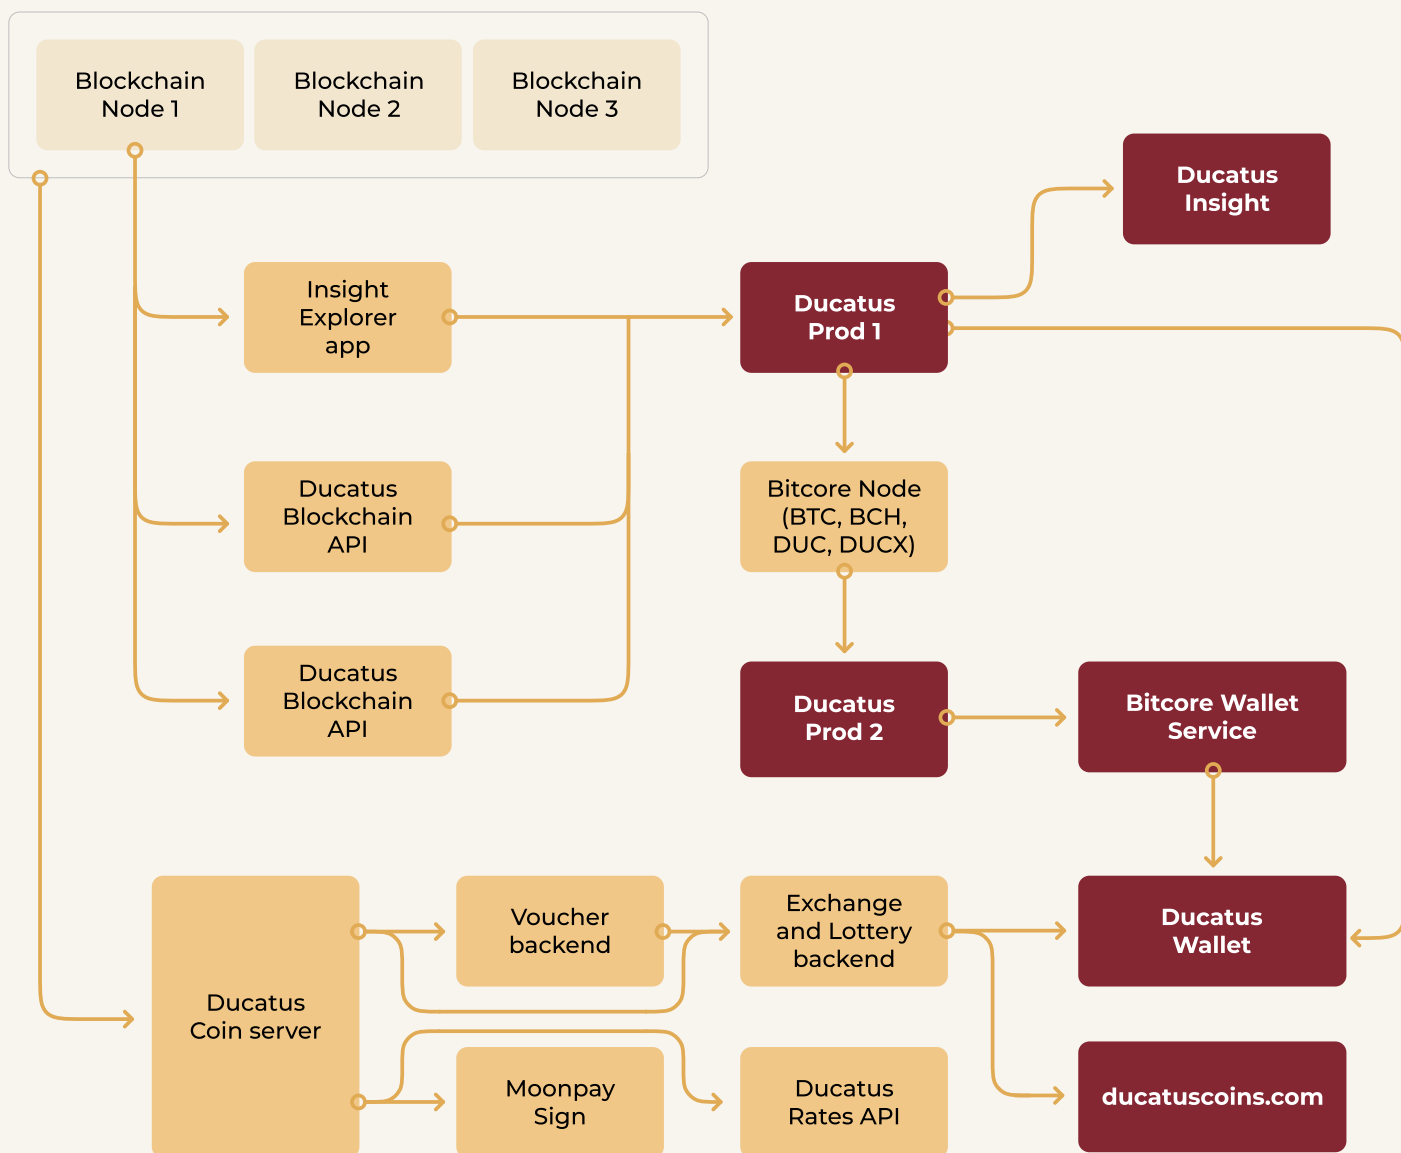 Blockchain
Node 1
Blockchain
Node 2
Blockchain
Node 3
Ducatus
Insight
Insight
Explorer
app
Ducatus
Prod 1
Ducatus
Blockchain
API
Bitcore Node
(BTC, BCH,
DUC, DUCX)
Ducatus
Blockchain
API
Ducatus
Prod 2
Bitcore Wallet
Service
Ducatus
Coin server
Voucher
backend
Exchange
and Lottery
backend
Ducatus
Wallet
Moonpay
Sign
Ducatus
Rates API
ducatuscoins.com